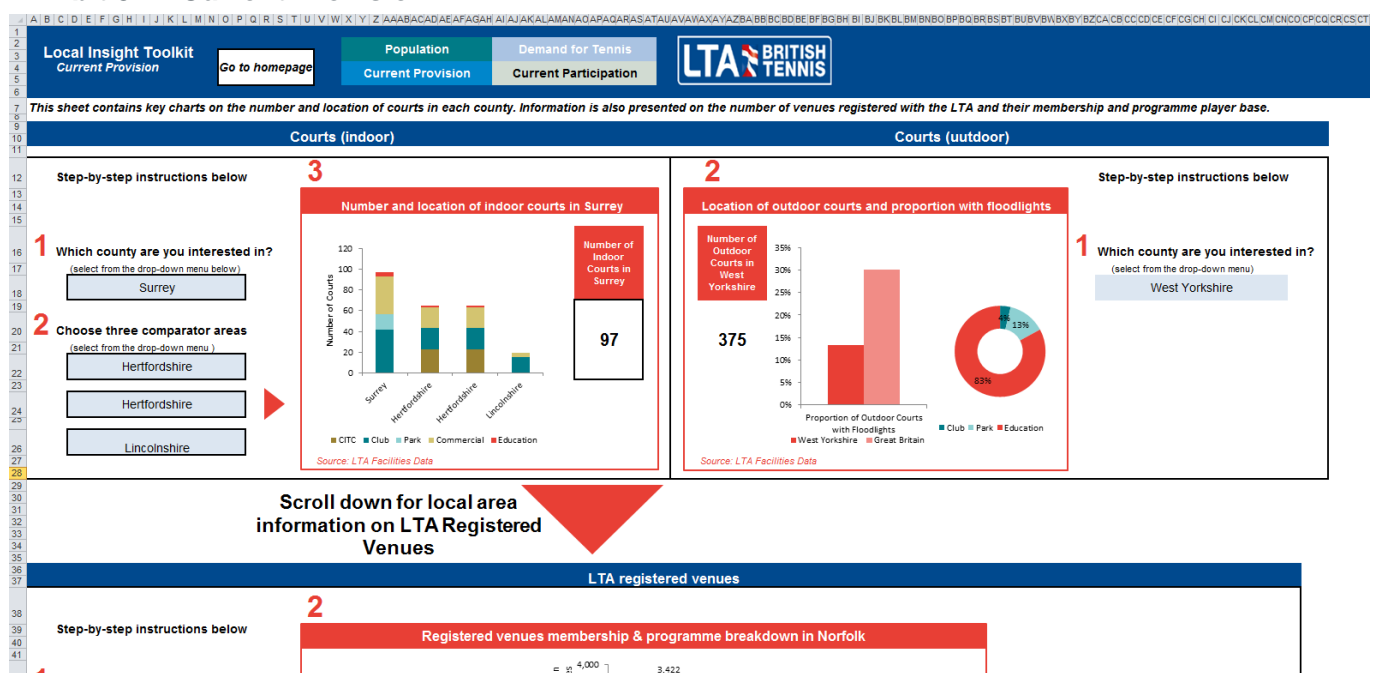 Local Insight Toolkit
Current Provision
Go to homepage
Population
Demand for Tennis
Current Provision
Current Participation
LTA BRITISH TENNIS
This sheet contains key charts on the number and location of courts in each county. Information is also presented on the number of venues registered with the LTA and their membership and programme player base.
Courts (indoor)
Courts (uutdoor)
Step-by-step instructions below
1
Which county are you interested in?
(select from the drop-down menu below)
Surrey
2
Choose three comparator areas
(select from the drop-down menu )
Hertfordshire
Hertfordshire
Lincolnshire
3
Number and location of indoor courts in Surrey
Number of Courts
120
100
80
60
40
20
0
Surrey
Hertfordshire
Hertfordshire
Lincolnshire
CITC
Club
Park
Commercial
Education
Source: LTA Facilities Data
Number of
Indoor
Courts in
Surrey
97
2
Location of outdoor courts and proportion with floodlights
Number of
Outdoor
Courts in
West
Yorkshire
375
35%
30%
25%
20%
15%
10%
5%
0%
Proportion of Outdoor Courts
with Floodlights
West Yorkshire
Great Britain
4%
13%
83%
Club
Park
Education
Source: LTA Facilities Data
Step-by-step instructions below
1
Which county are you interested in?
(select from the drop-down menu)
West Yorkshire
Scroll down for local area
information on LTA Registered
Venues
LTA registered venues
Step-by-step instructions below
2
Registered venues membership & programme breakdown in Norfolk
4,000
3,422